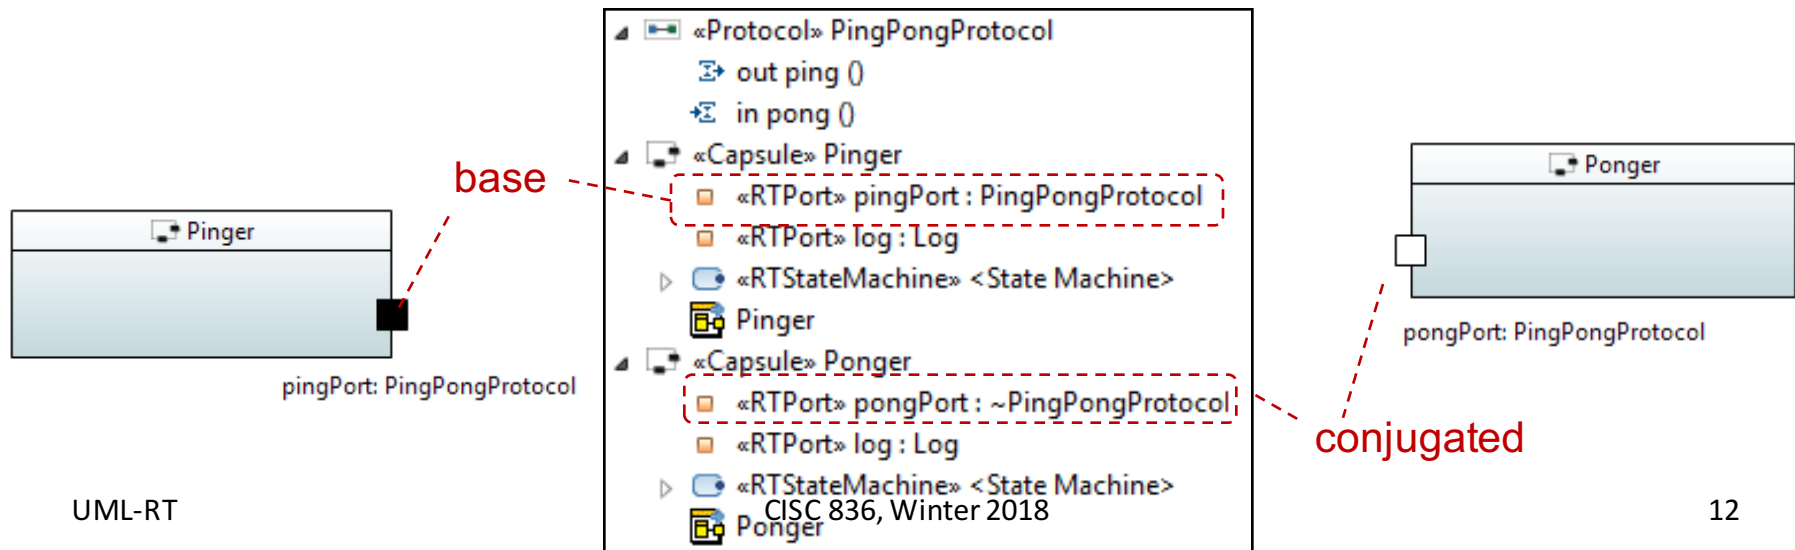 «Protocol» PingPongProtocol
out ping ()
in pong ()
«Capsule» Pinger
«RTPort» pingPort : PingPongProtocol
«RTPort» log : Log
«RTStateMachine» <State Machine>
Pinger
«Capsule» Ponger
«RTPort» pongPort : ~PingPongProtocol
«RTPort» log : Log
«RTStateMachine» <State Machine>
Ponger
base
Pinger
pingPort: PingPongProtocol
Ponger
pongPort: PingPongProtocol
conjugated
UML-RT
CISC 836, Winter 2018
12